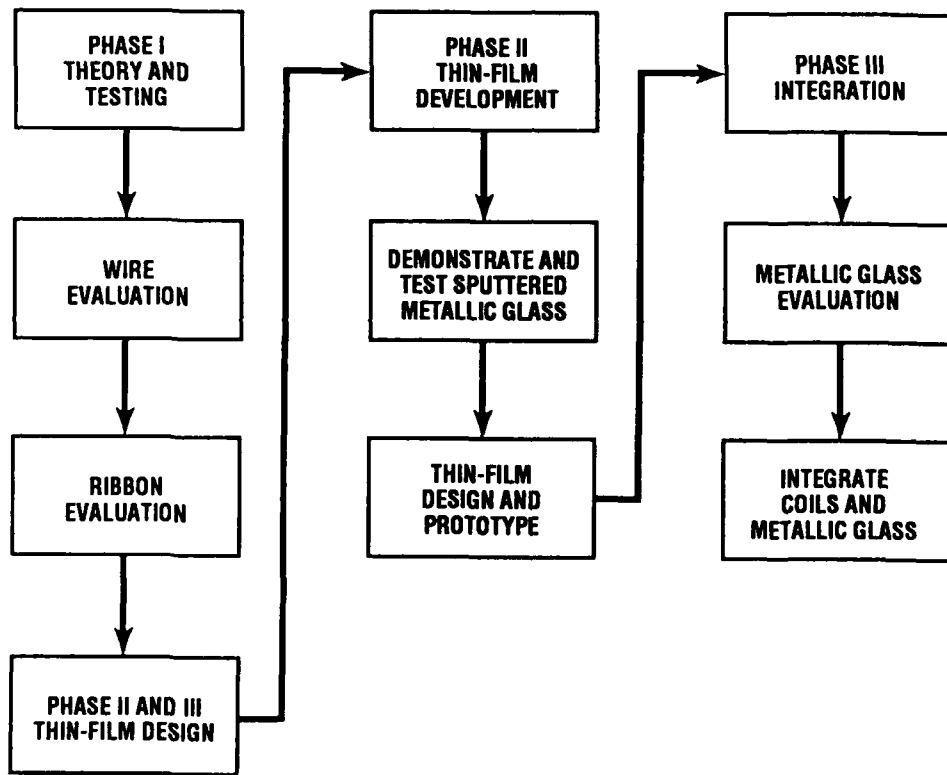 PHASE I
THEORY AND
TESTING
WIRE
EVALUATION
RIBBON
EVALUATION
PHASE II AND III
THIN-FILM DESIGN
PHASE II
THIN-FILM
DEVELOPMENT
DEMONSTRATE AND
TEST SPUTTERED
METALLIC GLASS
THIN-FILM
DESIGN AND
PROTOTYPE
PHASE III
INTEGRATION
METALLIC GLASS
EVALUATION
INTEGRATE
COILS AND
METALLIC GLASS